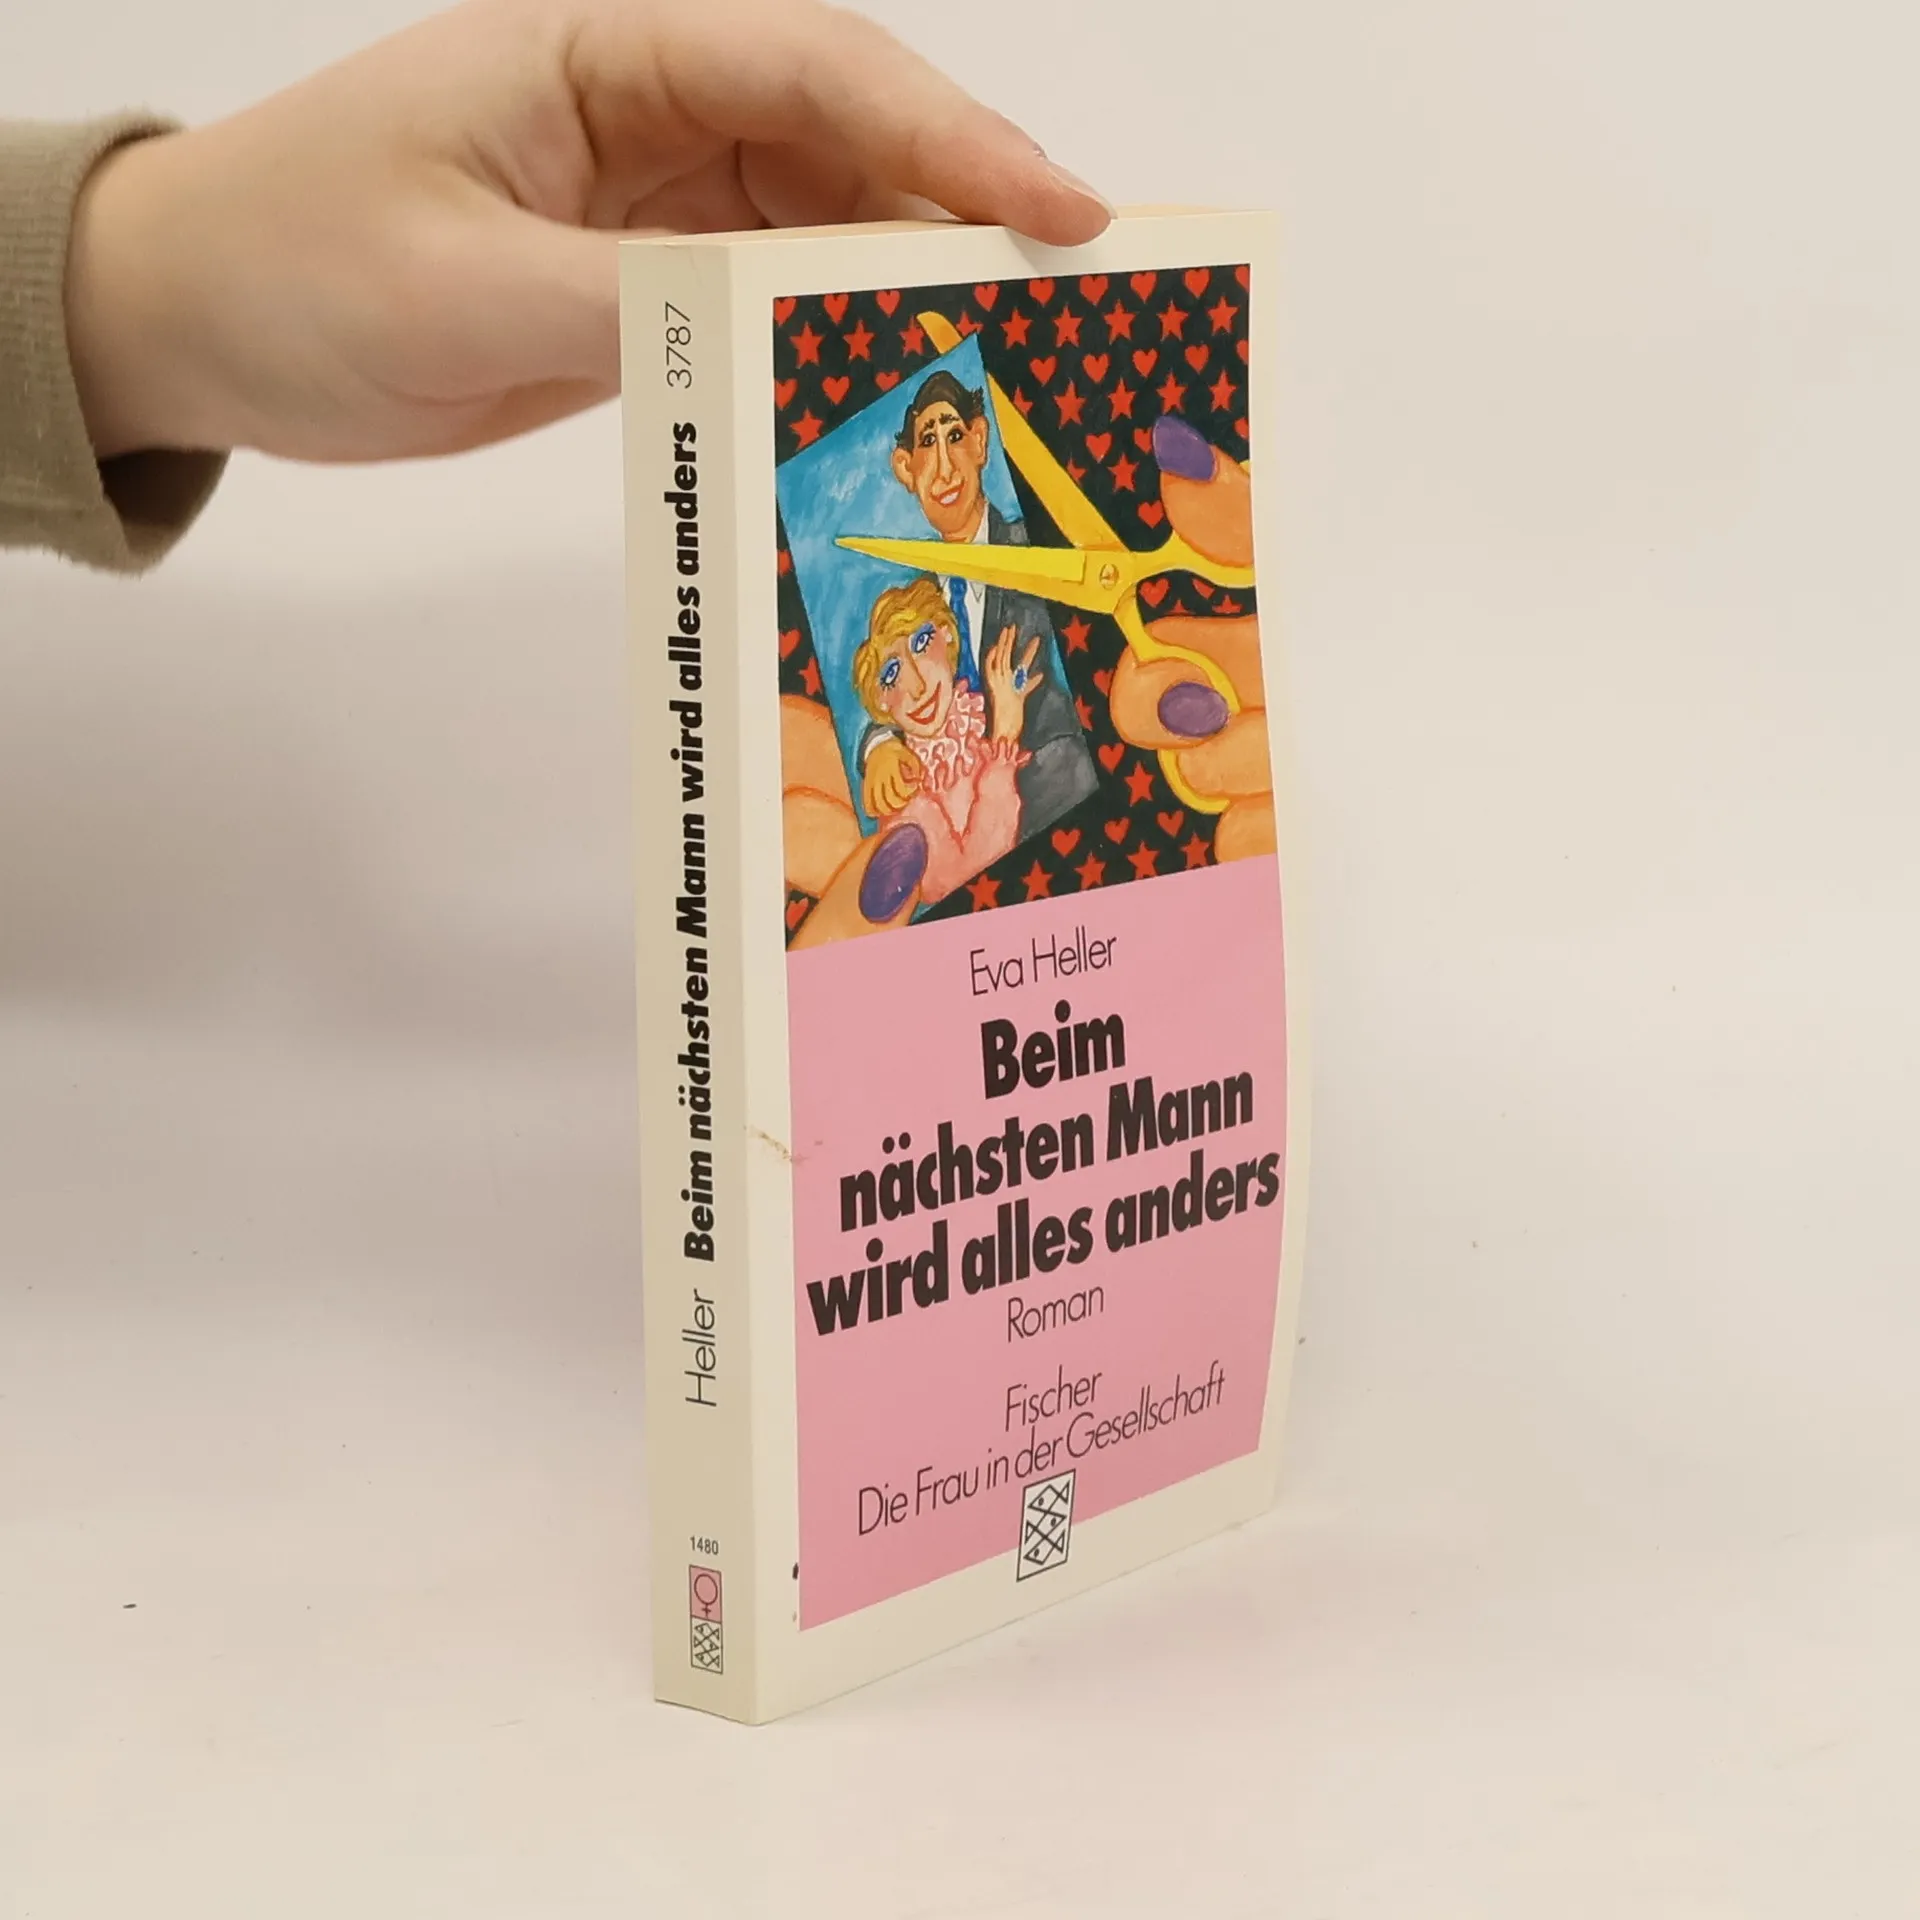 Heller Beim nächsten Mann wird alles anders 3787
1480
Eva Heller
Beim
nächsten Mann
wird alles anders
Roman
Fischer
Die Frau in der Gesellschaft